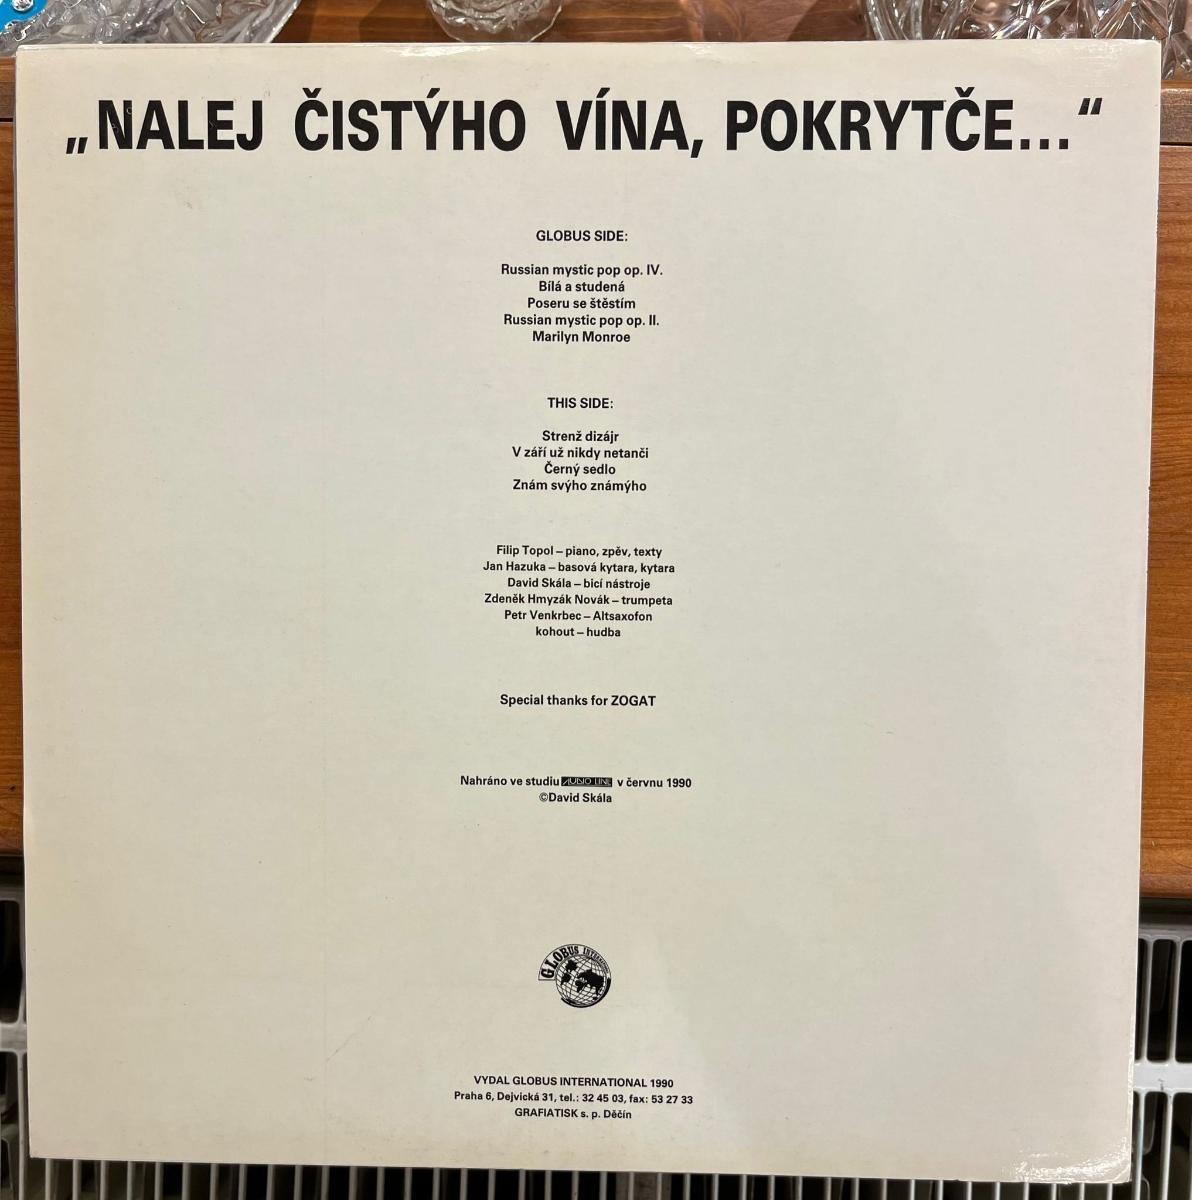 „NALEJ ČISTÝHO VÍNA, POKRYTČE...“
GLOBUS SIDE:
Russian mystic pop op. IV.
Bílá a studená
Poseru se štěstím
Russian mystic pop op. II.
Marilyn Monroe
THIS SIDE:
Strenž dizájr
V září už nikdy netanči
Černý sedlo
Znám svýho známýho
Filip Topol – piano, zpěv, texty
Jan Hazuka – basová kytara, kytara
David Skála – bicí nástroje
Zdeněk Hmyzák Novák – trumpeta
Petr Venkrbec – Altsaxofon
kohout – hudba
Special thanks for ZOGAT
Nahráno ve studiu AUDIO LINE v červnu 1990
©David Skála
GLOBUS INTERNATIONAL
VYDAL GLOBUS INTERNATIONAL 1990
Praha 6, Dejvická 31, tel.: 32 45 03, fax: 53 27 33
GRAFIATISK s. p. Děčín